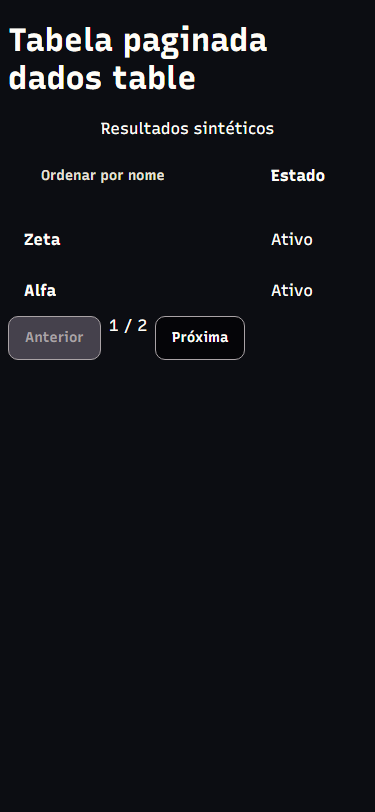 Tabela paginada
dados table
Resultados sintéticos
Ordenar por nome Estado
Zeta Ativo
Alfa Ativo
Anterior 1 / 2 Próxima